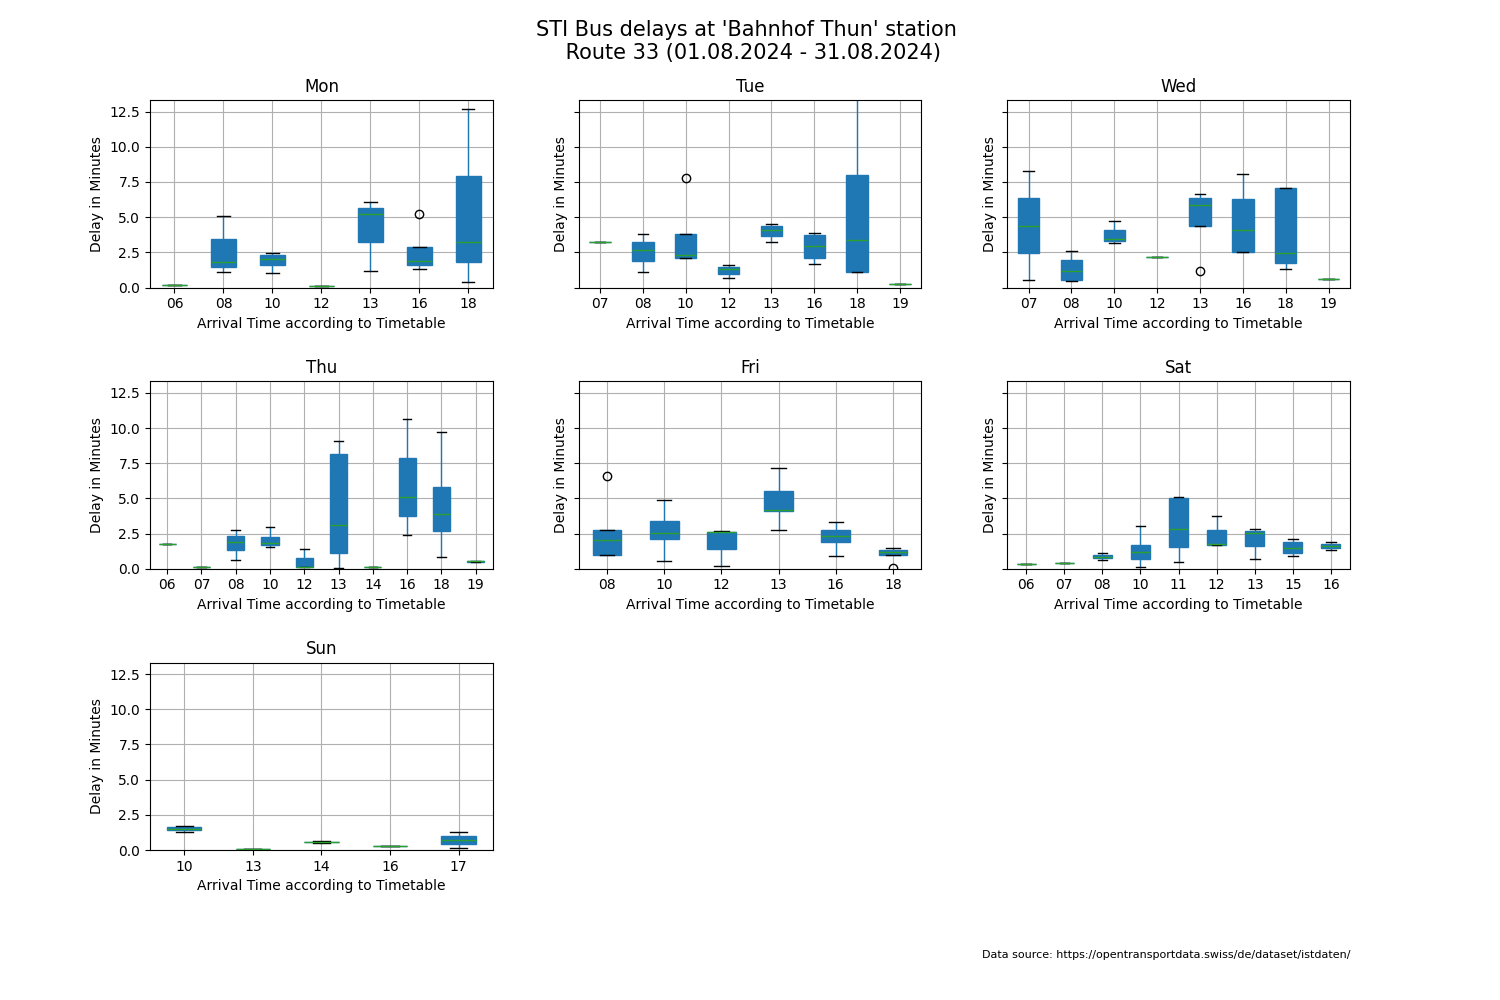 STI Bus delays at 'Bahnhof Thun' station
Route 33 (01.08.2024 - 31.08.2024)
Mon
Delay in Minutes
12.5
10.0
7.5
5.0
2.5
0.0
06 08 10 12 13 16 18
Arrival Time according to Timetable
Tue
Delay in Minutes
07 08 10 12 13 16 18 19
Arrival Time according to Timetable
Wed
Delay in Minutes
07 08 10 12 13 16 18 19
Arrival Time according to Timetable
Thu
Delay in Minutes
12.5
10.0
7.5
5.0
2.5
0.0
06 07 08 10 12 13 14 16 18 19
Arrival Time according to Timetable
Fri
Delay in Minutes
08 10 12 13 16 18
Arrival Time according to Timetable
Sat
Delay in Minutes
06 07 08 10 11 12 13 15 16
Arrival Time according to Timetable
Sun
Delay in Minutes
12.5
10.0
7.5
5.0
2.5
0.0
10 13 14 16 17
Arrival Time according to Timetable
Data source: https://opentransportdata.swiss/de/dataset/istdaten/